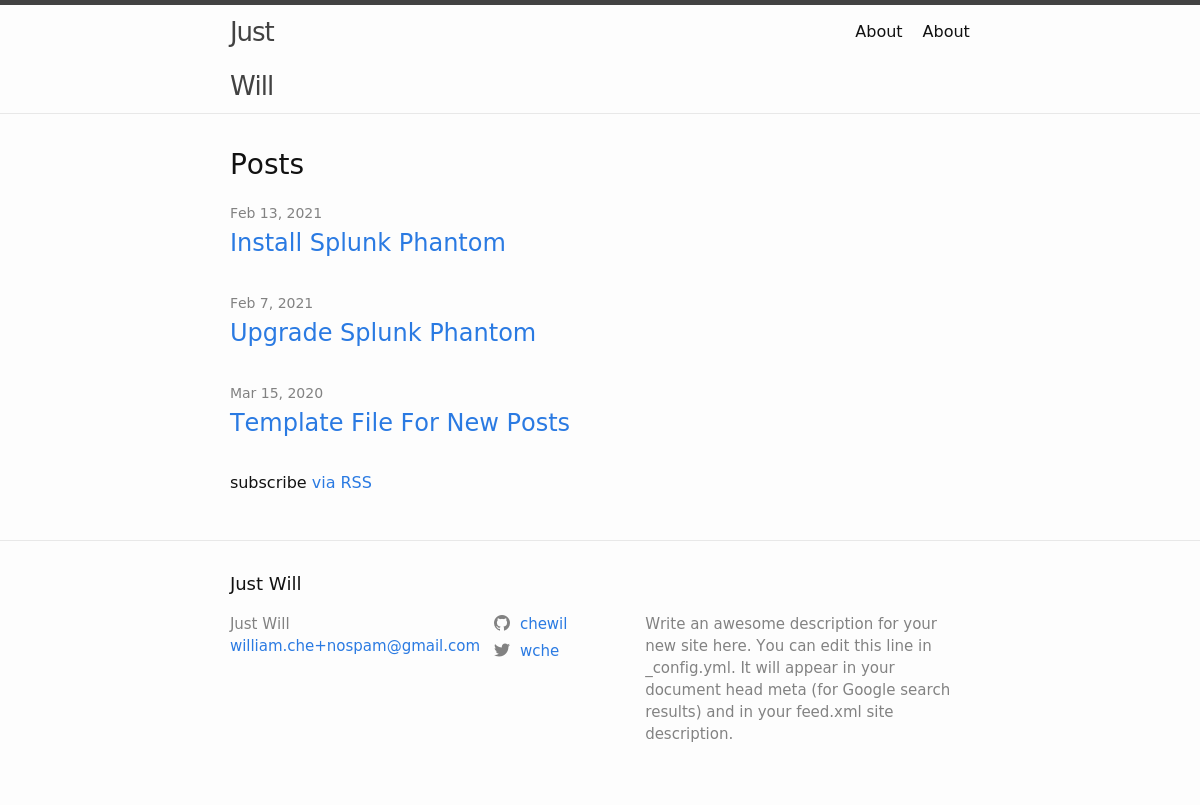 Just
Will
About About
Posts
Feb 13, 2021
Install Splunk Phantom
Feb 7, 2021
Upgrade Splunk Phantom
Mar 15, 2020
Template File For New Posts
subscribe via RSS
Just Will
Just Will
william.che+nospam@gmail.com
chewil
wche
Write an awesome description for your
new site here. You can edit this line in
_config.yml. It will appear in your
document head meta (for Google search
results) and in your feed.xml site
description.